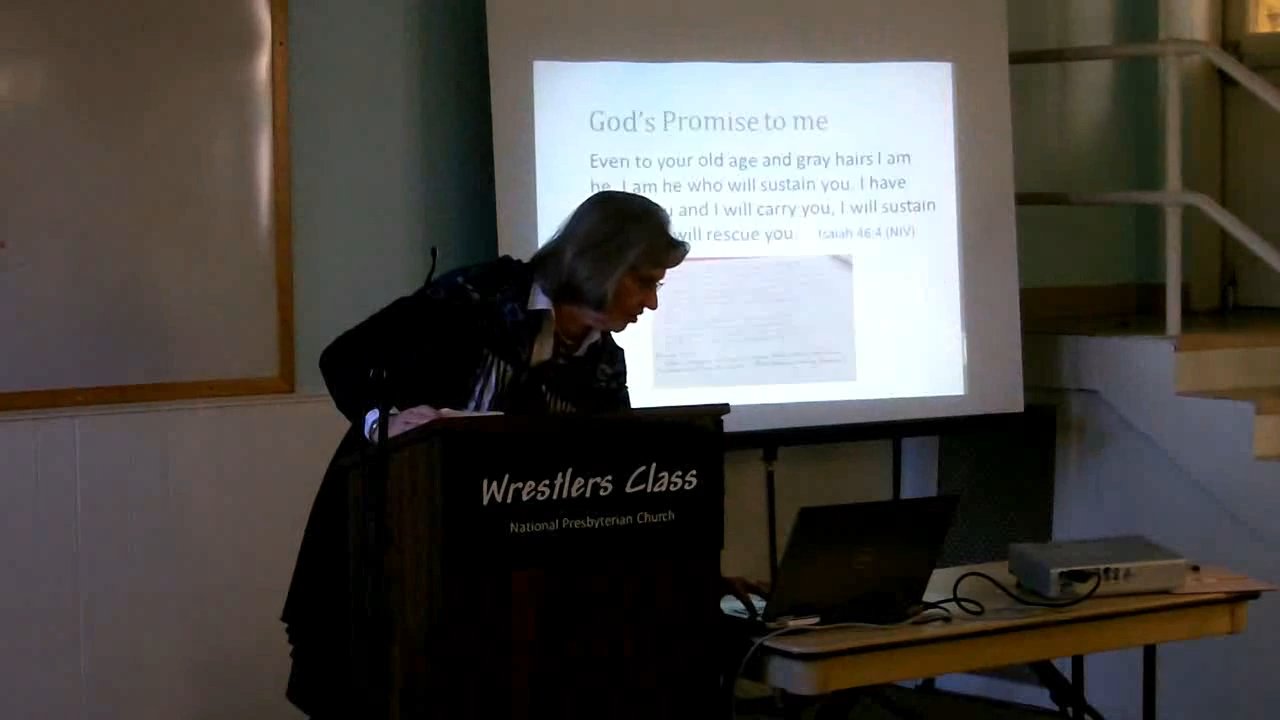 God's Promise to me
Even to your old age and gray hairs I am
he, I am he who will sustain you. I have
and I will carry you, I will sustain
will rescue you. Isaiah 46:4 (NIV)
Wrestlers Class
National Presbyterian Church